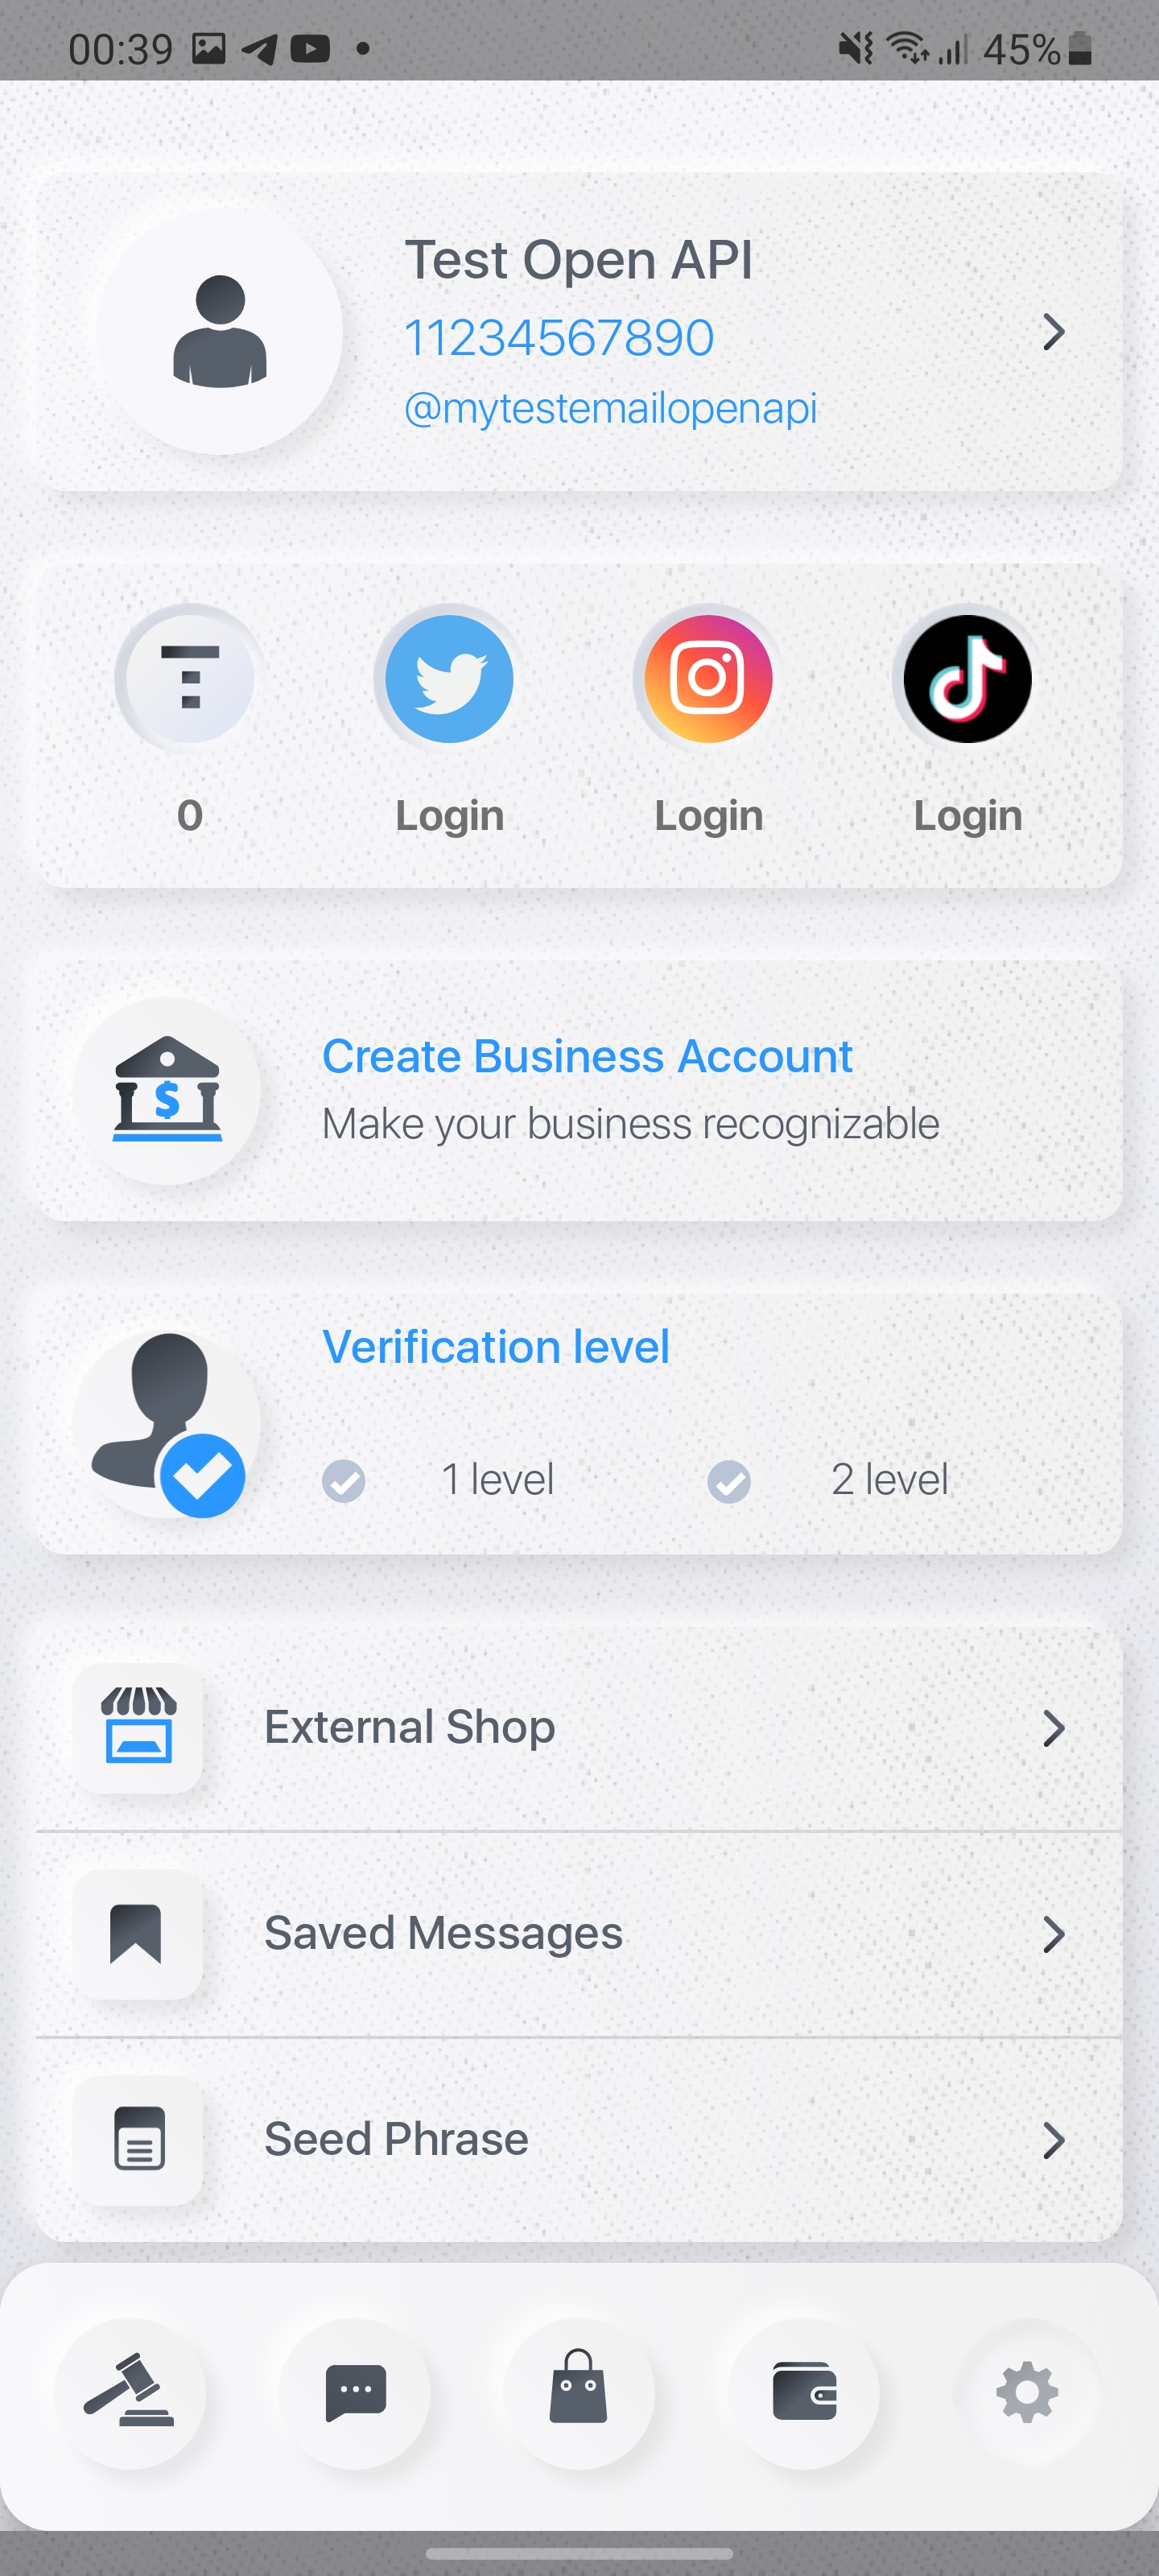 00:39 45%
Test Open API
11234567890
@mytestemailopenapi
0 Login Login Login
Create Business Account
Make your business recognizable
Verification level
1 level 2 level
External Shop
Saved Messages
Seed Phrase